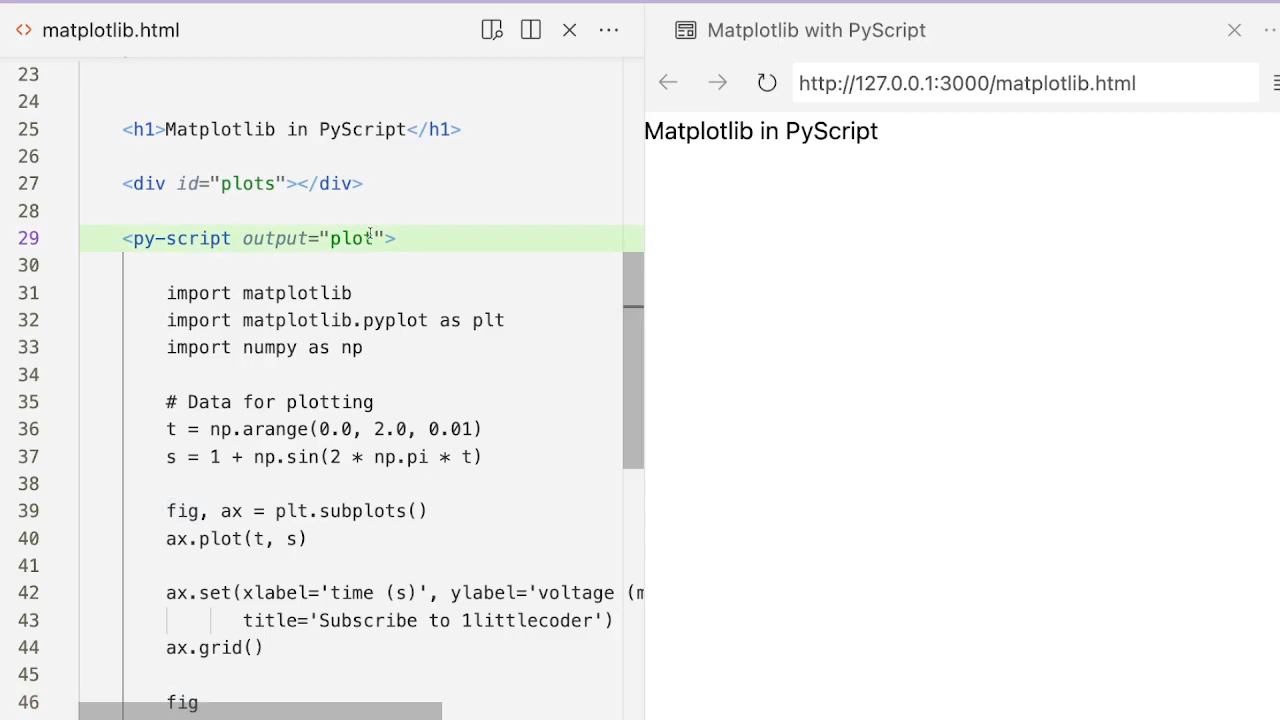 matplotlib.html
23
24
25 <h1>Matplotlib in PyScript</h1>
26
27 <div id="plots"></div>
28
29 <py-script output="plot">
30
31 import matplotlib
32 import matplotlib.pyplot as plt
33 import numpy as np
34
35 # Data for plotting
36 t = np.arange(0.0, 2.0, 0.01)
37 s = 1 + np.sin(2 * np.pi * t)
38
39 fig, ax = plt.subplots()
40 ax.plot(t, s)
41
42 ax.set(xlabel='time (s)', ylabel='voltage (m
43 title='Subscribe to 1littlecoder')
44 ax.grid()
45
46 fig
Matplotlib with PyScript
http://127.0.0.1:3000/matplotlib.html
Matplotlib in PyScript